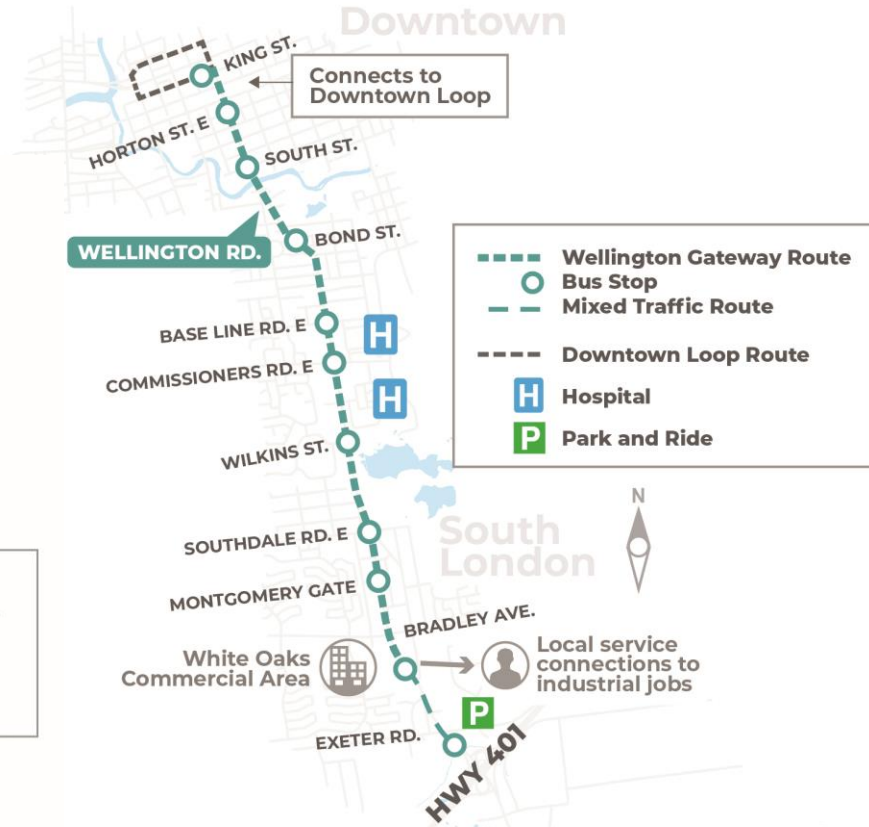 Downtown
KING ST.
Connects to
Downtown Loop
HORTON ST. E
SOUTH ST.
WELLINGTON RD.
BOND ST.
Wellington Gateway Route
Bus Stop
Mixed Traffic Route
Downtown Loop Route
H Hospital
P Park and Ride
BASE LINE RD. E
H
COMMISSIONERS RD. E
H
WILKINS ST.
N
SOUTHDALE RD. E
South
London
MONTGOMERY GATE
BRADLEY AVE.
White Oaks
Commercial Area
Local service
connections to
industrial jobs
P
EXETER RD.
HWY 401